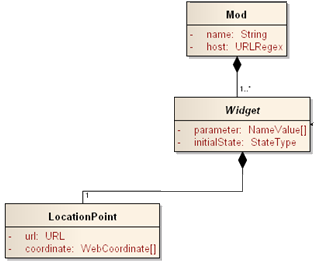 Mod
- name: String
- host: URLRegex
1..*
Widget
- parameter: NameValue[]
- initialState: StateType
1
LocationPoint
- url: URL
- coordinate: WebCoordinate[]